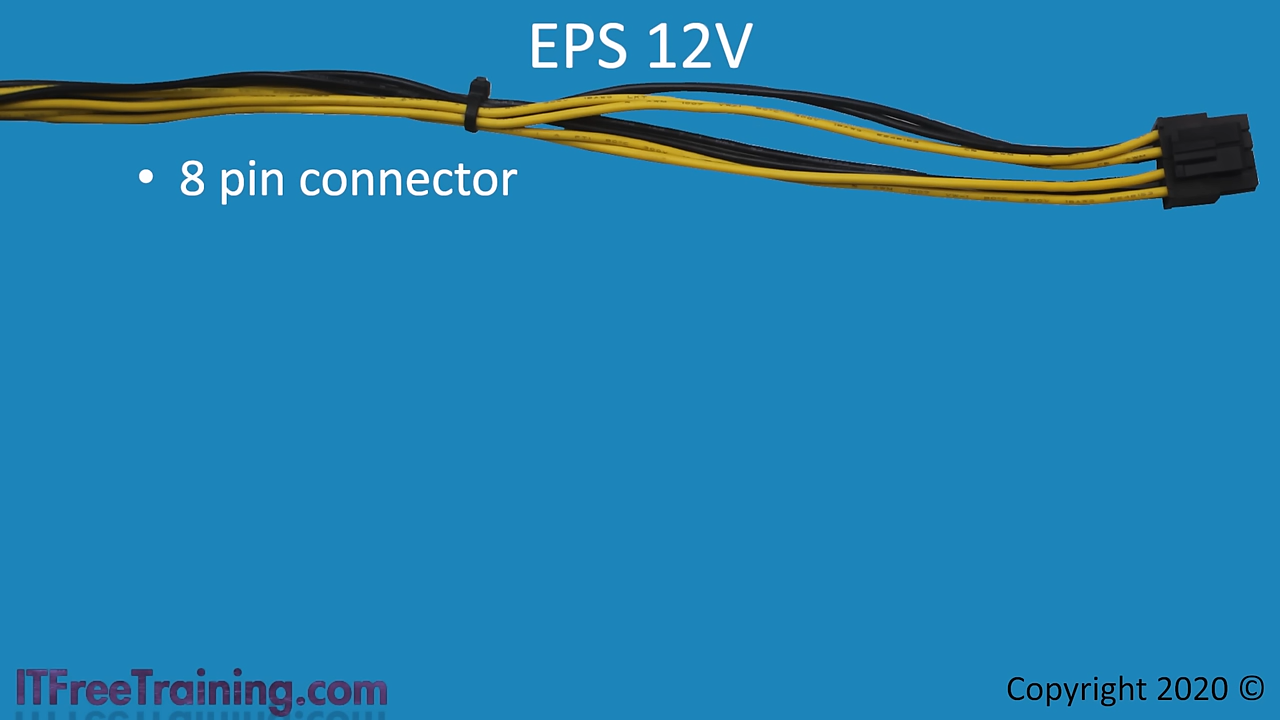 EPS 12V
• 8 pin connector
ITFreeTraining.com
Copyright 2020 ©